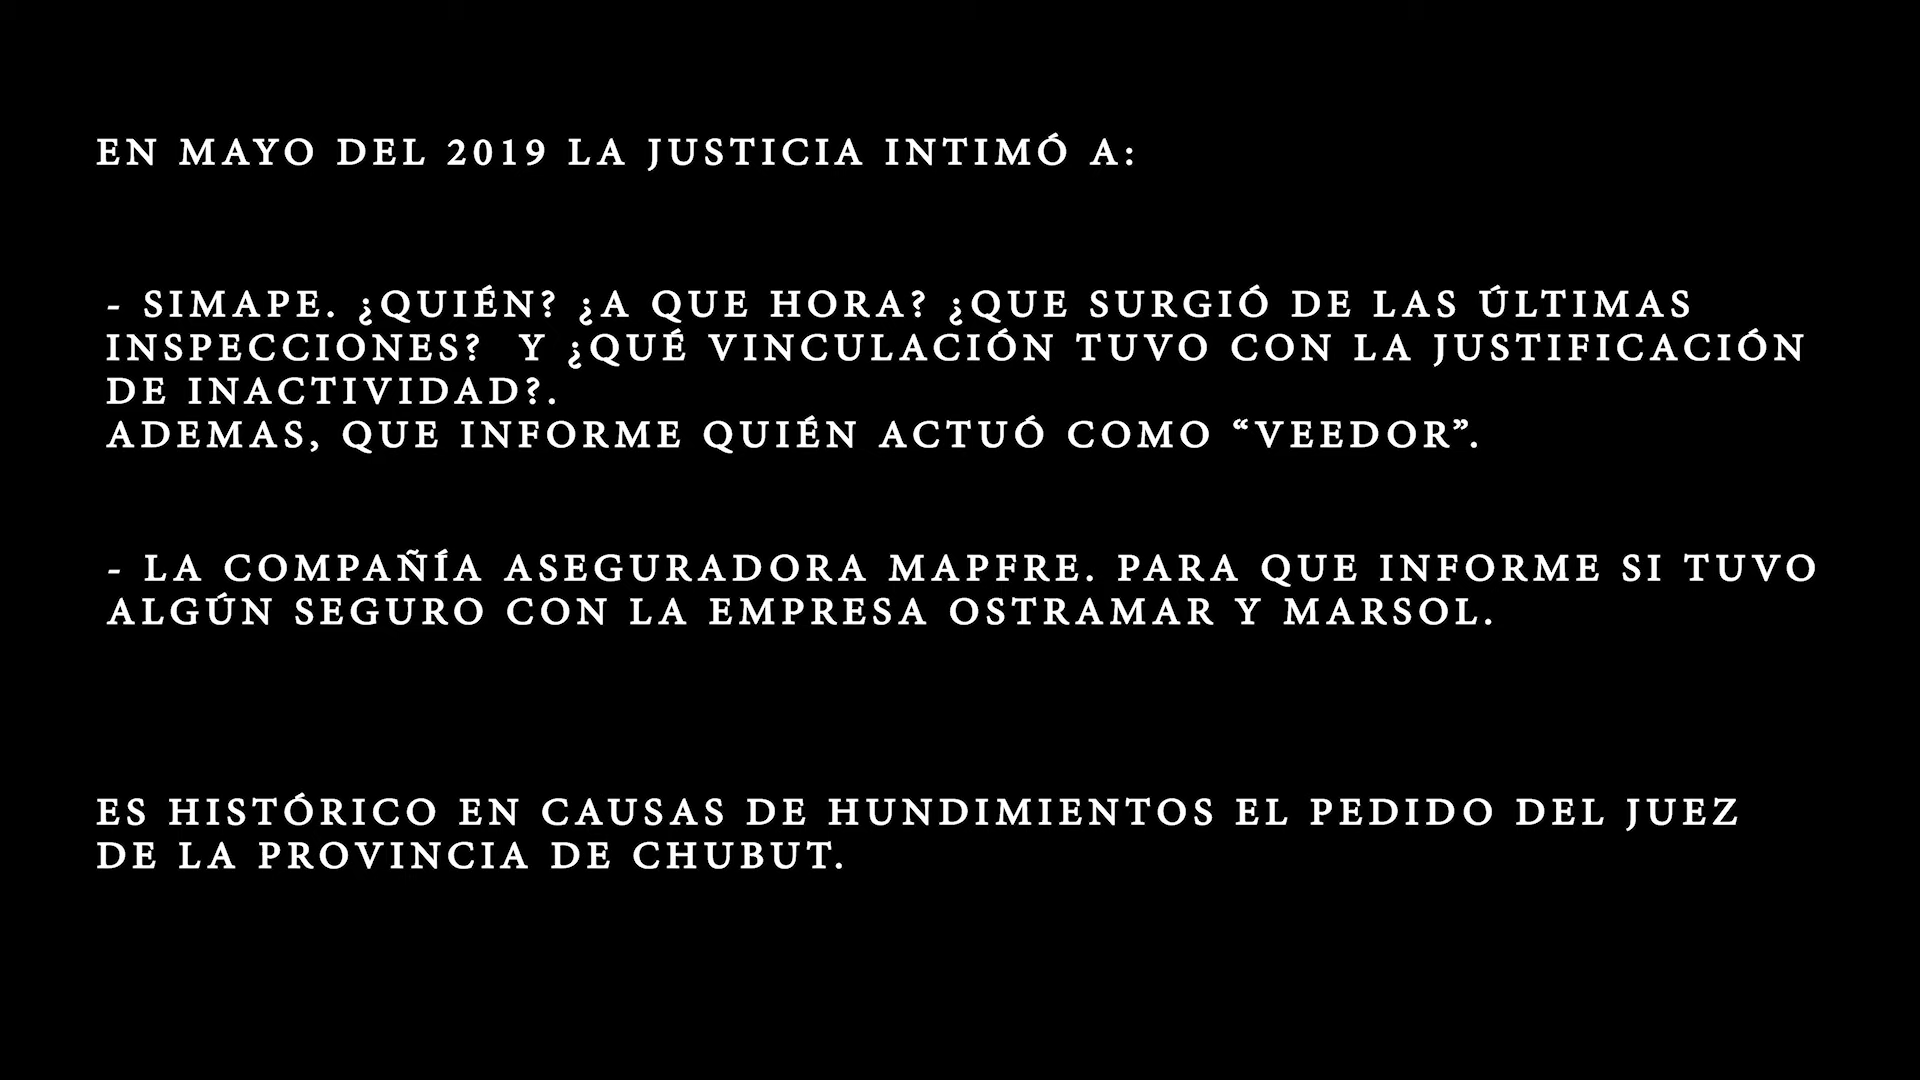 EN MAYO DEL 2019 LA JUSTICIA INTIMÓ A:
- SIMAPE. ¿QUIÉN? ¿A QUE HORA? ¿QUE SURGIÓ DE LAS ÚLTIMAS
INSPECCIONES?  Y ¿QUÉ VINCULACIÓN TUVO CON LA JUSTIFICACIÓN
DE INACTIVIDAD?.
ADEMAS, QUE INFORME QUIÉN ACTUÓ COMO “VEEDOR”.
- LA COMPAÑÍA ASEGURADORA MAPFRE. PARA QUE INFORME SI TUVO
ALGÚN SEGURO CON LA EMPRESA OSTRAMAR Y MARSOL.
ES HISTÓRICO EN CAUSAS DE HUNDIMIENTOS EL PEDIDO DEL JUEZ
DE LA PROVINCIA DE CHUBUT.